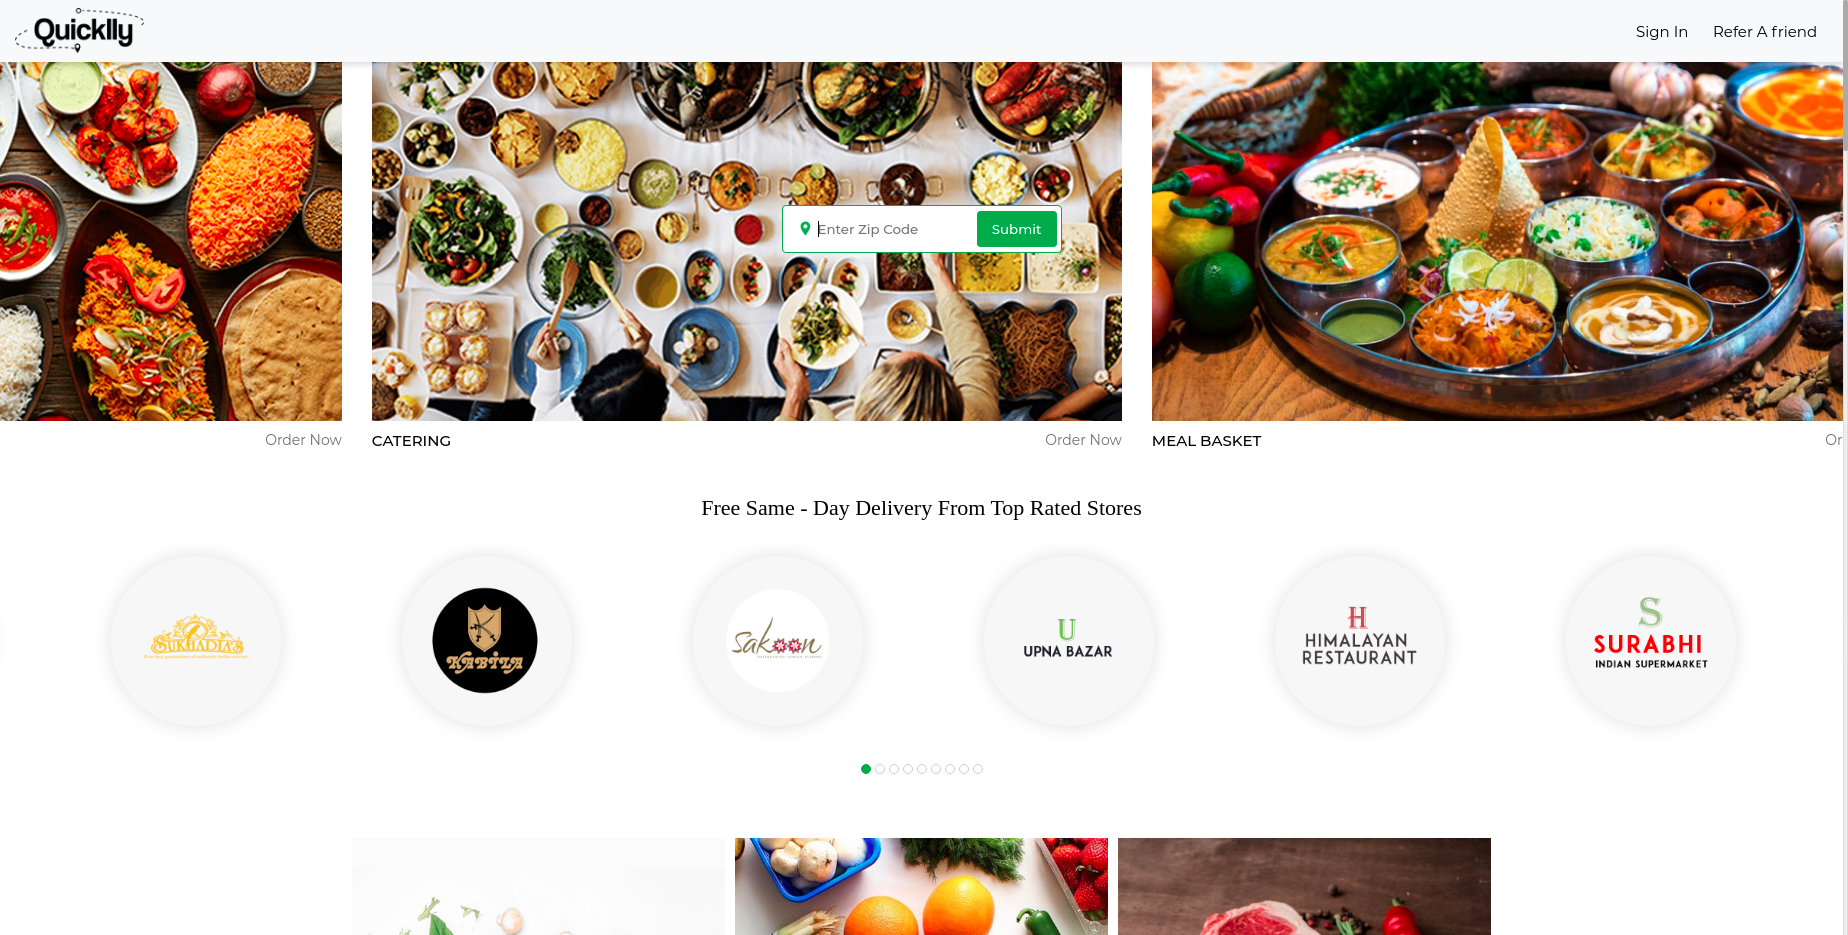 Quicklly
Sign In
Refer A friend
Enter Zip Code
Submit
Order Now
CATERING
Order Now
MEAL BASKET
Or
Free Same - Day Delivery From Top Rated Stores
SUKHADIA'S
KABILA
Sakoon
U
UPNA BAZAR
H
HIMALAYAN
RESTAURANT
S
SURABHI
INDIAN SUPERMARKET